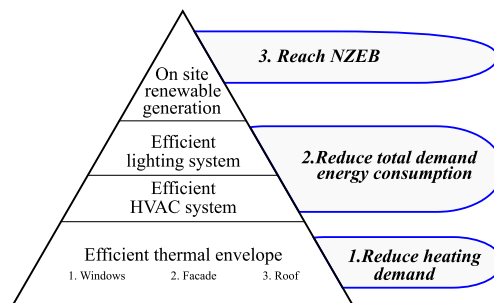 3. Reach NZEB
On site
renewable
generation
Efficient
lighting system
2.Reduce total demand
energy consumption
Efficient
HVAC system
Efficient thermal envelope
1. Windows 2. Facade 3. Roof
1.Reduce heating
demand